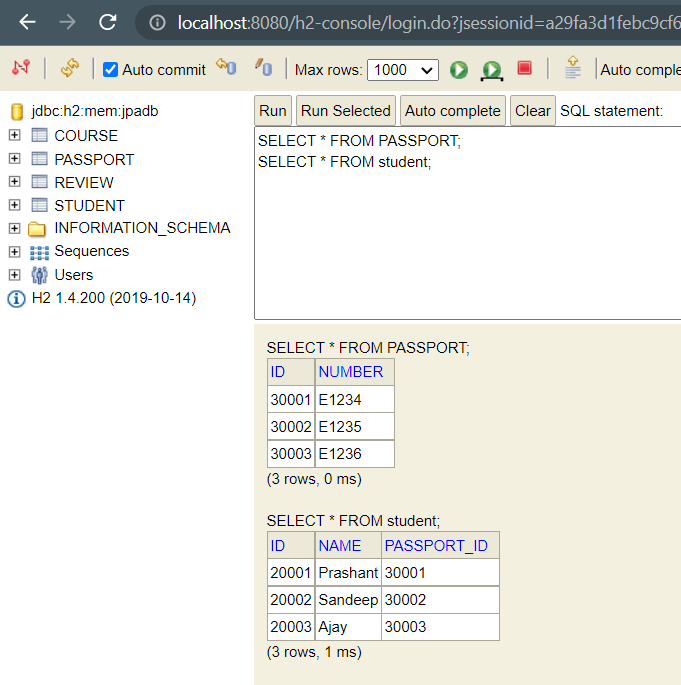 localhost:8080/h2-console/login.do?jsessionid=a29fa3d1febc9cf6
Auto commit Max rows: 1000 Auto comple
jdbc:h2:mem:jpadb
COURSE
PASSPORT
REVIEW
STUDENT
INFORMATION_SCHEMA
Sequences
Users
H2 1.4.200 (2019-10-14)
Run Run Selected Auto complete Clear SQL statement:
SELECT * FROM PASSPORT;
SELECT * FROM student;
SELECT * FROM PASSPORT;
ID NUMBER
30001 E1234
30002 E1235
30003 E1236
(3 rows, 0 ms)
SELECT * FROM student;
ID NAME PASSPORT_ID
20001 Prashant 30001
20002 Sandeep 30002
20003 Ajay 30003
(3 rows, 1 ms)